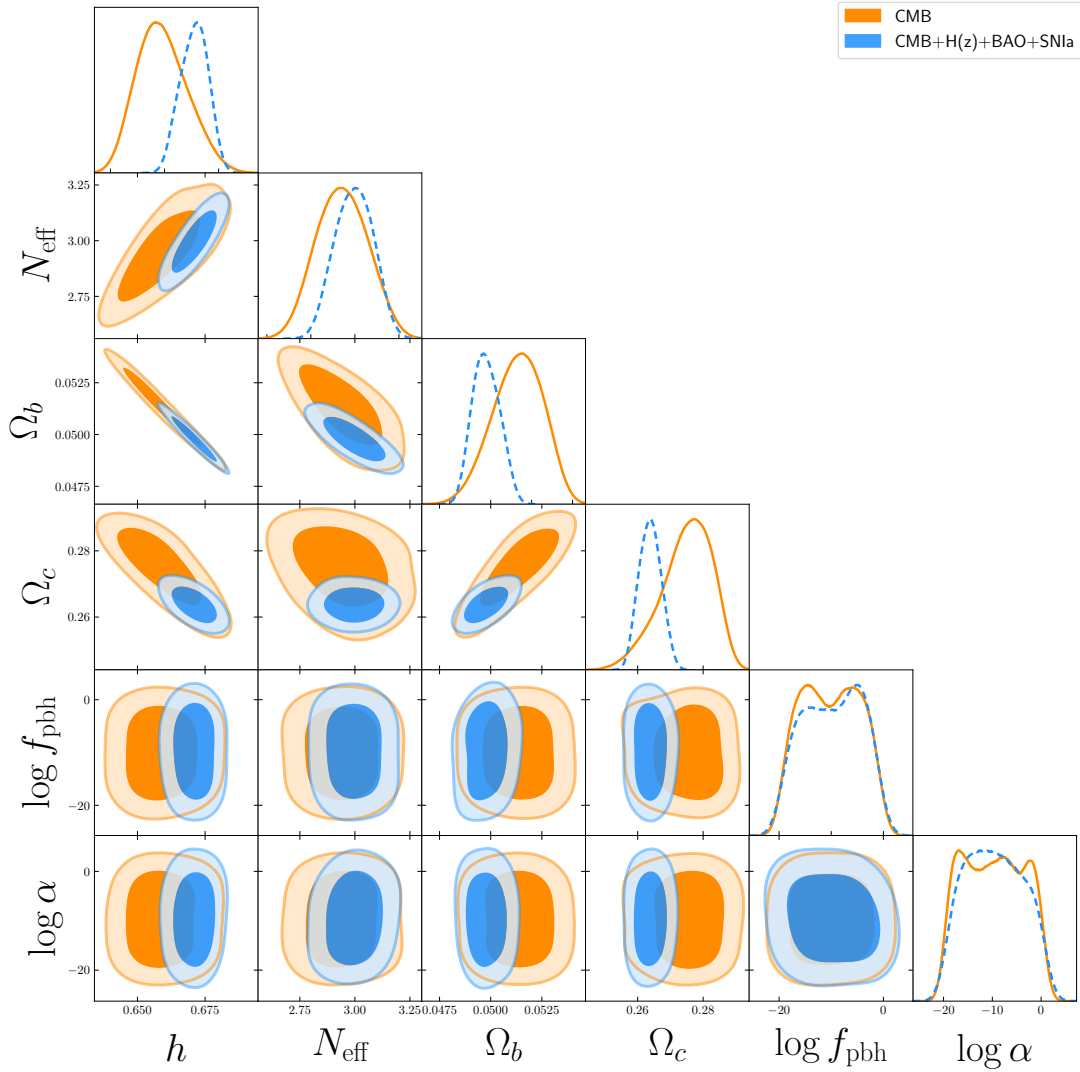 CMB
CMB+H(z)+BAO+SNIa
3.25
3.00
2.75
N_eff
0.0525
0.0500
0.0475
Ω_b
0.28
0.26
Ω_c
0
−20
log f_pbh
0
−20
log α
0.650 0.675
2.75 3.00 3.25
0.0475 0.0500 0.0525
0.26 0.28
−20 0
−20 −10 0
h
N_eff
Ω_b
Ω_c
log f_pbh
log α